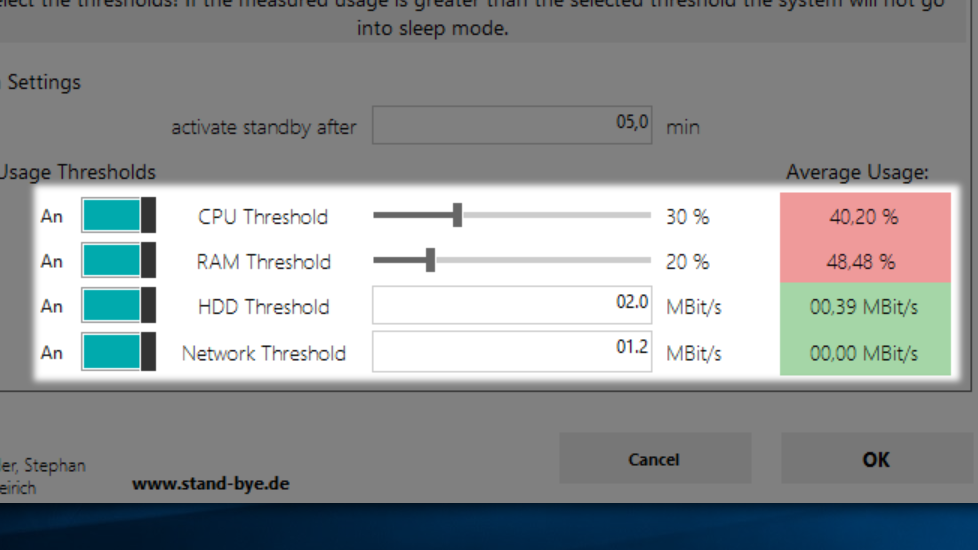 elect the thresholds! If the measured usage is greater than the selected threshold the system will not go
into sleep mode.
Settings
activate standby after 05,0 min
Usage Thresholds Average Usage:
An CPU Threshold 30 % 40,20 %
An RAM Threshold 20 % 48,48 %
An HDD Threshold 02.0 MBit/s 00,39 MBit/s
An Network Threshold 01.2 MBit/s 00,00 MBit/s
Cancel OK
ler, Stephan
eirich www.stand-bye.de